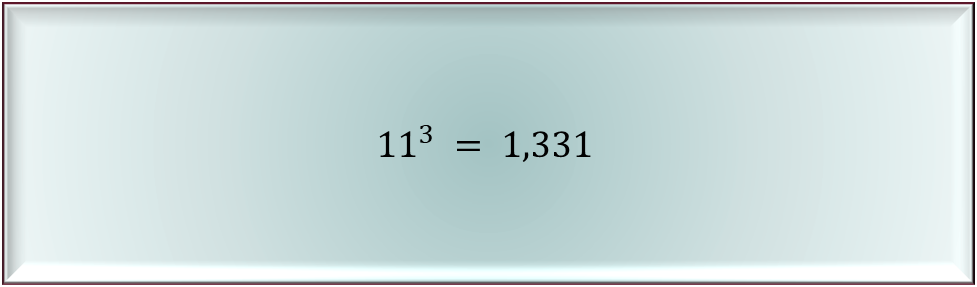 11³ = 1,331